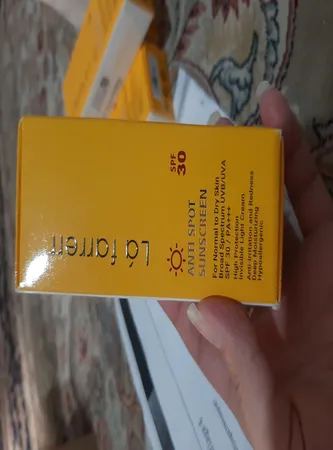 La farrerr
ANTI SPOT
SUNSCREEN
SPF
30
For Normal to Dry Skin
Broad Spectrum UVB/UVA
SPF 30 / PA+++
High Protection
Invisible Light Cream
Anti-Irritation and Redness
Deep Moisturizing
Hypoallergenic